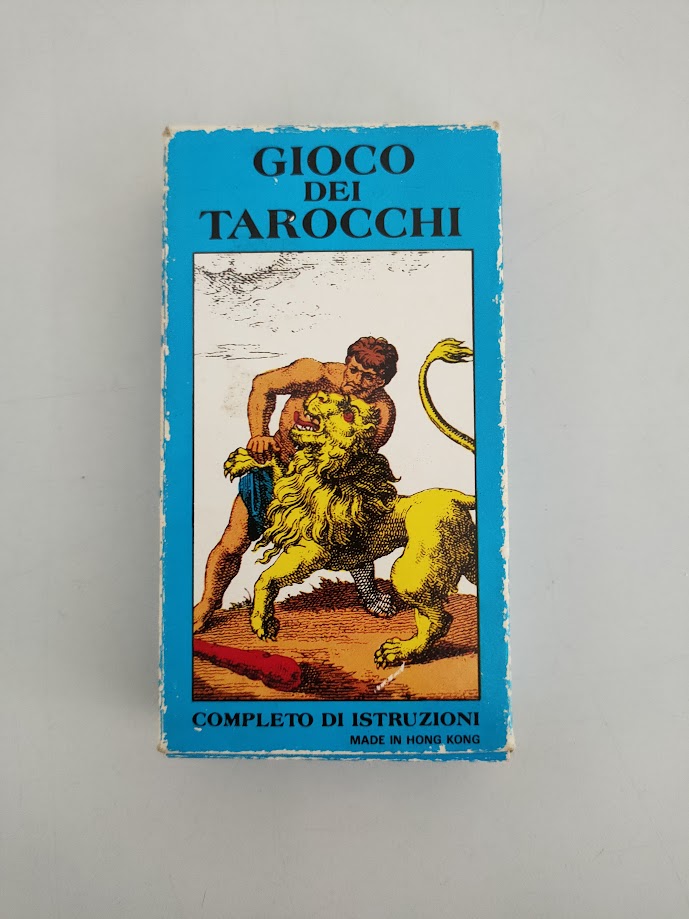 GIOCO
DEI
TAROCCHI
COMPLETO DI ISTRUZIONI
MADE IN HONG KONG